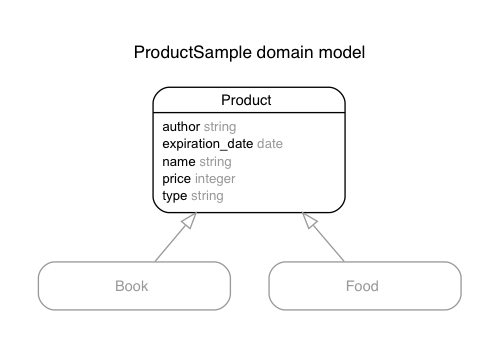 ProductSample domain model
Product
author string
expiration_date date
name string
price integer
type string
Book
Food